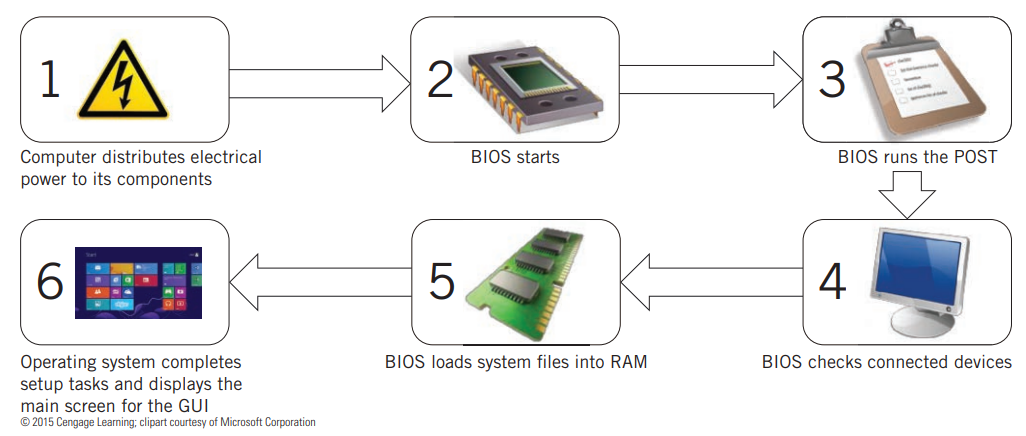 1
Computer distributes electrical
power to its components
2
BIOS starts
3
BIOS runs the POST
4
BIOS checks connected devices
5
BIOS loads system files into RAM
6
Start
Operating system completes
setup tasks and displays the
main screen for the GUI
© 2015 Cengage Learning; clipart courtesy of Microsoft Corporation